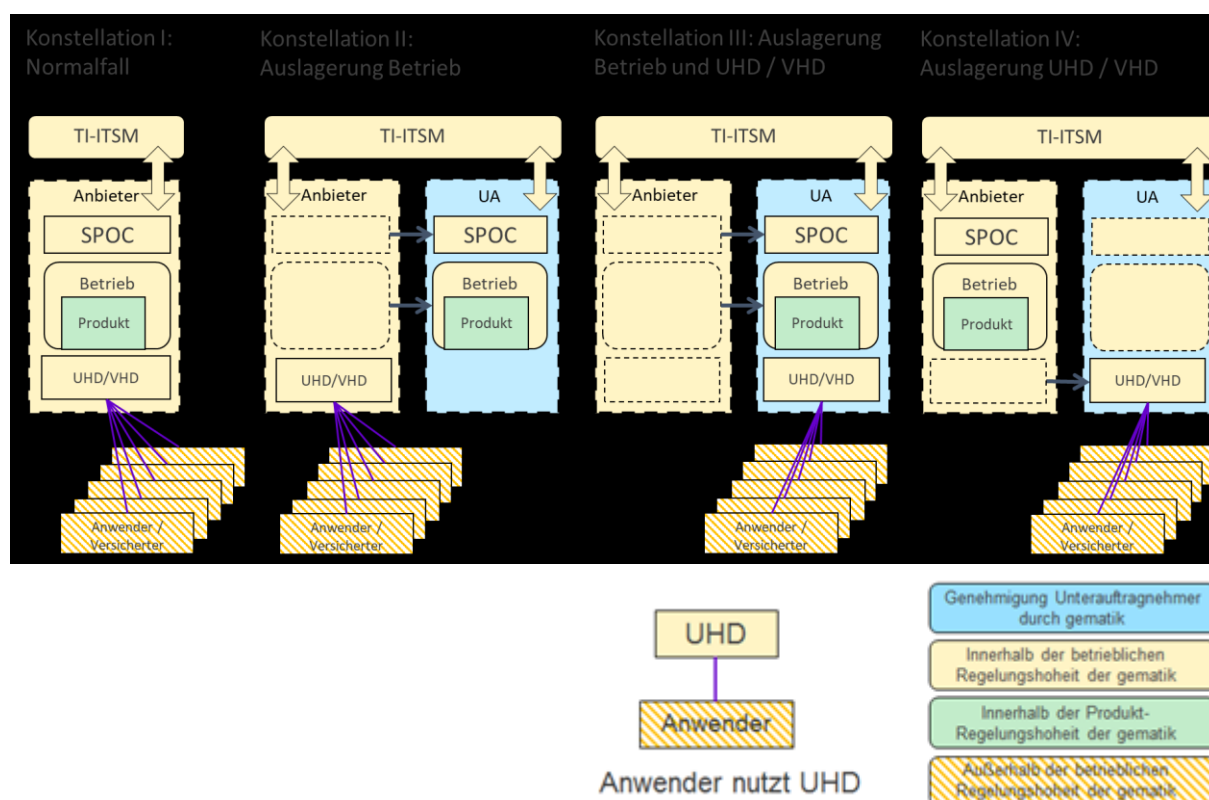 Konstellation I:
Normalfall
Konstellation II:
Auslagerung Betrieb
Konstellation III: Auslagerung
Betrieb und UHD / VHD
Konstellation IV:
Auslagerung UHD / VHD
TI-ITSM
Anbieter
SPOC
Betrieb
Produkt
UHD/VHD
Anwender /
Versicherter
TI-ITSM
Anbieter
UA
SPOC
Betrieb
Produkt
UHD/VHD
Anwender /
Versicherter
TI-ITSM
Anbieter
UA
SPOC
Betrieb
Produkt
UHD/VHD
Anwender /
Versicherter
TI-ITSM
Anbieter
UA
SPOC
Betrieb
Produkt
UHD/VHD
Anwender /
Versicherter
UHD
Anwender
Anwender nutzt UHD
Genehmigung Unterauftragnehmer
durch gematik
Innerhalb der betrieblichen
Regelungshoheit der gematik
Innerhalb der Produkt-
Regelungshoheit der gematik
Außerhalb der betrieblichen
Regelungshoheit der gematik